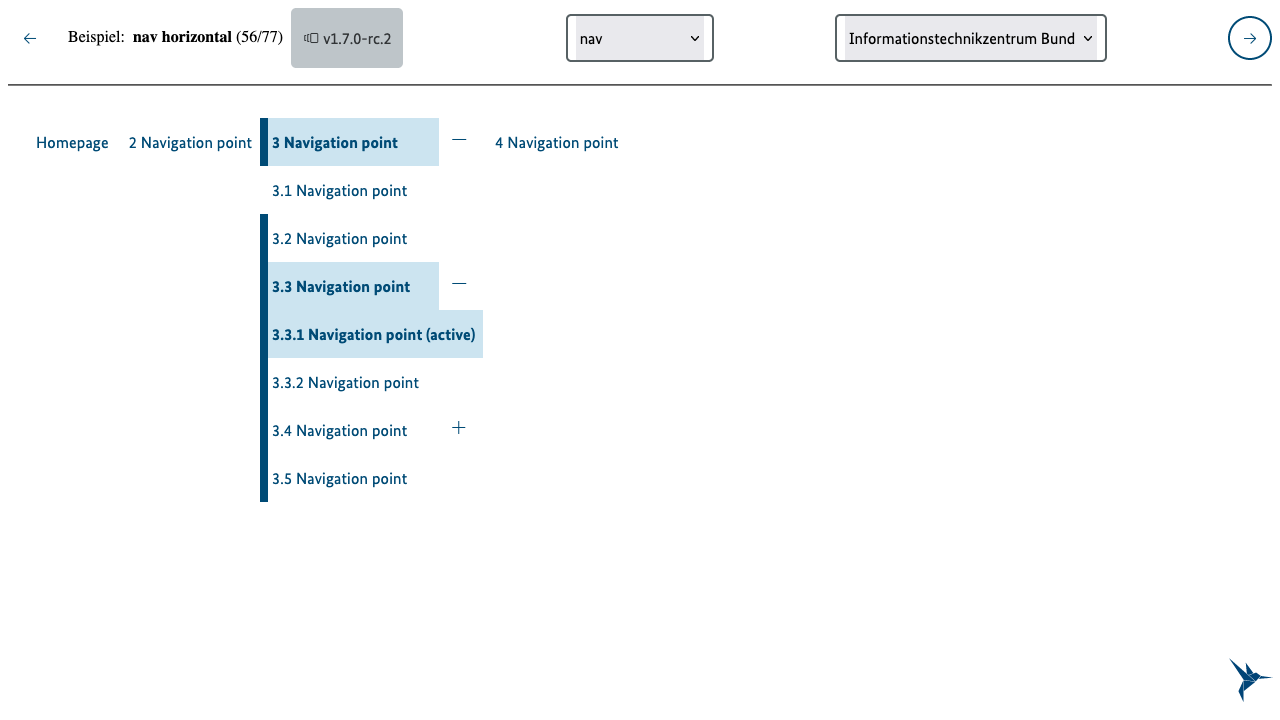 Beispiel: nav horizontal (56/77) v1.7.0-rc.2 nav Informationstechnikzentrum Bund
Homepage 2 Navigation point 3 Navigation point 4 Navigation point
3.1 Navigation point
3.2 Navigation point
3.3 Navigation point
3.3.1 Navigation point (active)
3.3.2 Navigation point
3.4 Navigation point
3.5 Navigation point